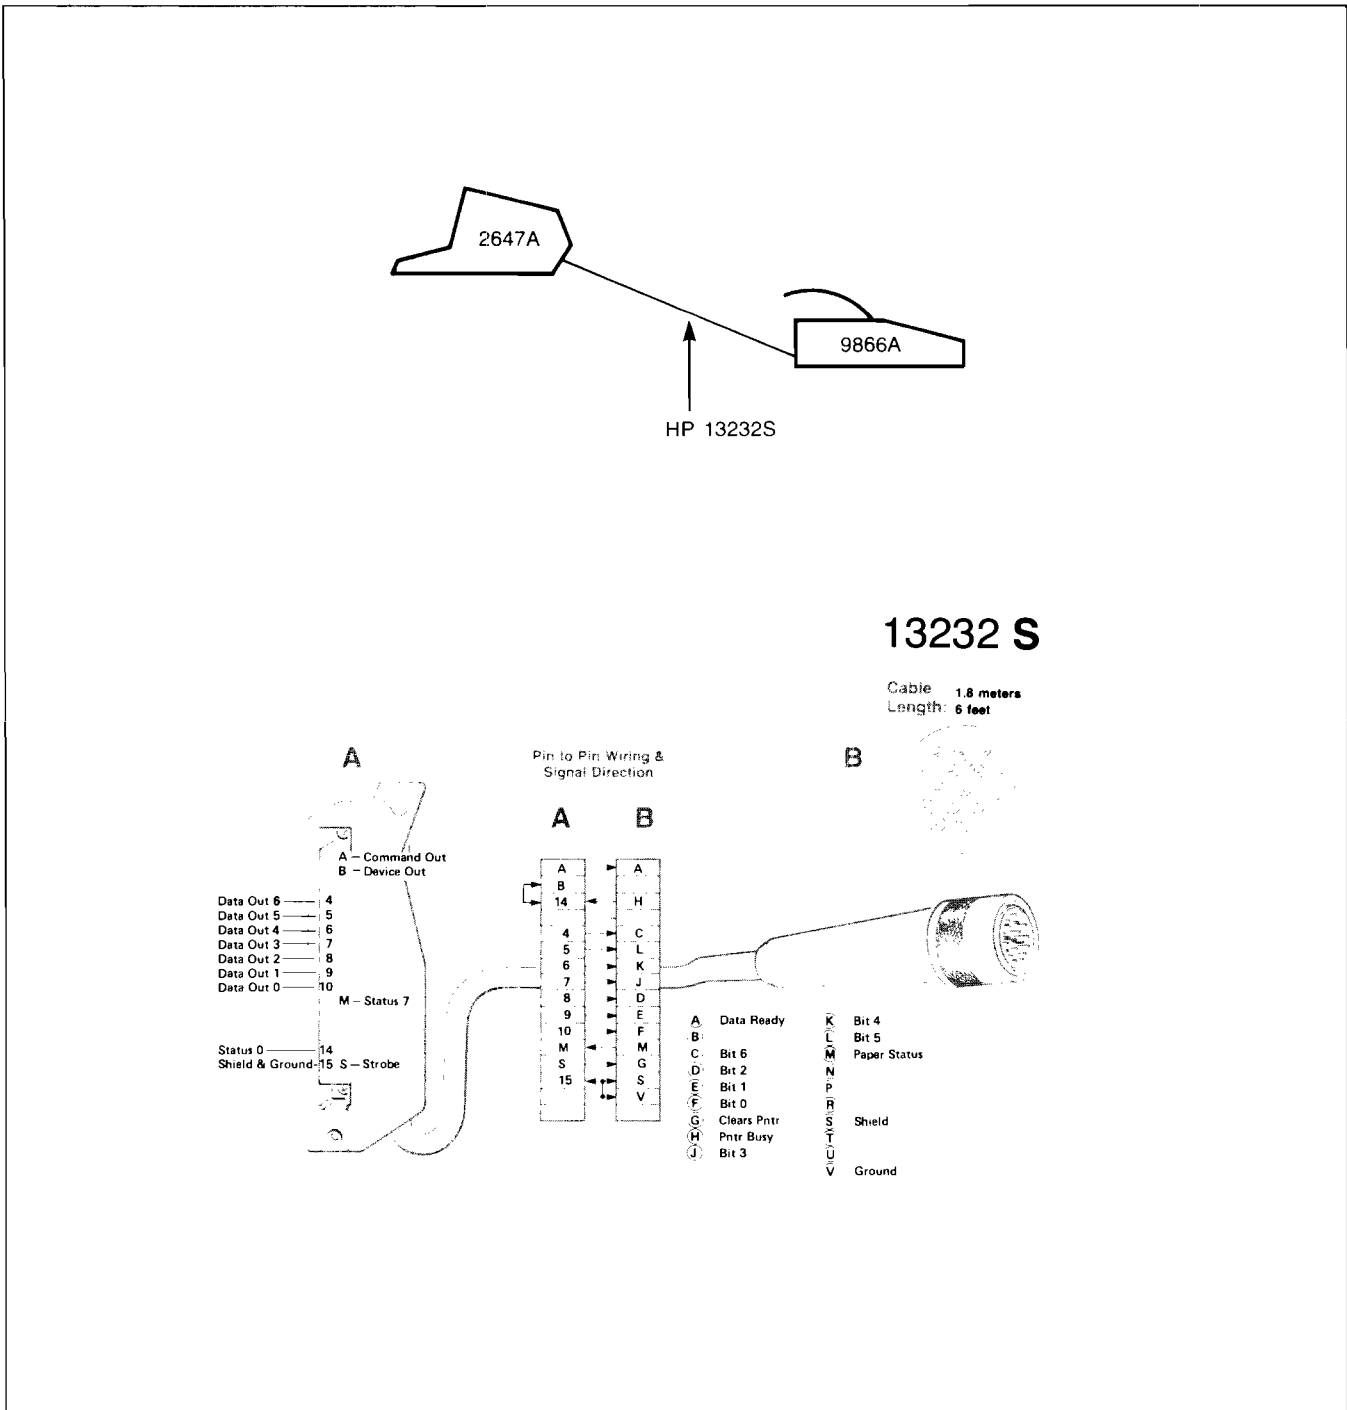 2647A
9866A
HP 13232S
13232 S
Cable Length: 1.8 meters
6 feet
A
Pin to Pin Wiring &
Signal Direction
B
A B
A – Command Out
B – Device Out
Data Out 6 4
Data Out 5 5
Data Out 4 6
Data Out 3 7
Data Out 2 8
Data Out 1 9
Data Out 0 10
M – Status 7
Status 0 14
Shield & Ground 15 S – Strobe
A A
B
14 H
4 C
5 L
6 K
7 J
8 D
9 E
10 F
M M
S G
15 S
V
A Data Ready
B
C Bit 6
D Bit 2
E Bit 1
F Bit 0
G Clears Pntr
H Pntr Busy
J Bit 3
K Bit 4
L Bit 5
M Paper Status
N
P
R
S Shield
T
U
V Ground